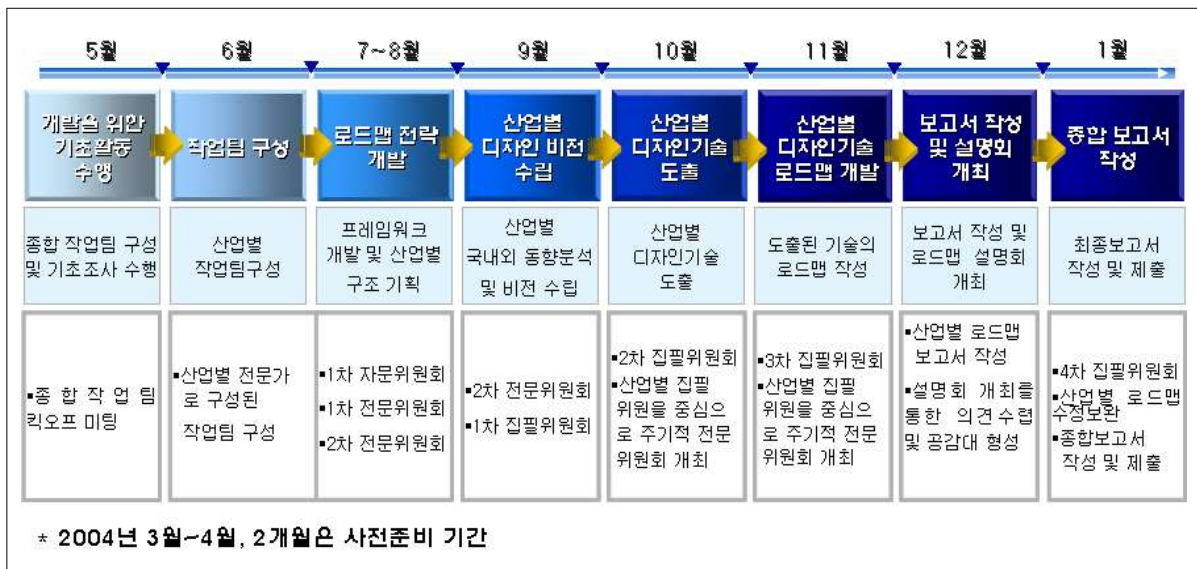 5월
6월
7~8월
9월
10월
11월
12월
1월
개발을 위한
기초활동
수행
작업팀 구성
로드맵 전략
개발
산업별
디자인 비전
수립
산업별
디자인기술
도출
산업별
디자인기술
로드맵 개발
보고서 작성
및 설명회
개최
종합 보고서
작성
종합 작업팀 구성
및 기초조사 수행
산업별
작업팀구성
프레임워크
개발 및 산업별
구조 기획
산업별
국내외 동향분석
및 비전 수립
산업별
디자인기술
도출
도출된 기술의
로드맵 작성
보고서 작성 및
로드맵 설명회
개최
최종보고서
작성 및 제출
▪종 합 작 업 팀
킥오프 미팅
▪산업별 전문가
로 구성된
작업팀 구성
▪1차 자문위원회
▪1차 전문위원회
▪2차 전문위원회
▪2차 전문위원회
▪1차 집필위원회
▪2차 집필위원회
▪산업별 집필
위원을 중심으
로 주기적 전문
위원회 개최
▪3차 집필위원회
▪산업별 집필
위원을 중심으
로 주기적 전문
위원회 개최
▪산업별 로드맵
보고서 작성
▪설명회 개최를
통한 의견수렴
및 공감대 형성
▪4차 집필위원회
▪산업별 로드맵
수정보완
▪종합보고서
작성 및 제출
* 2004년 3월~4월, 2개월은 사전준비 기간